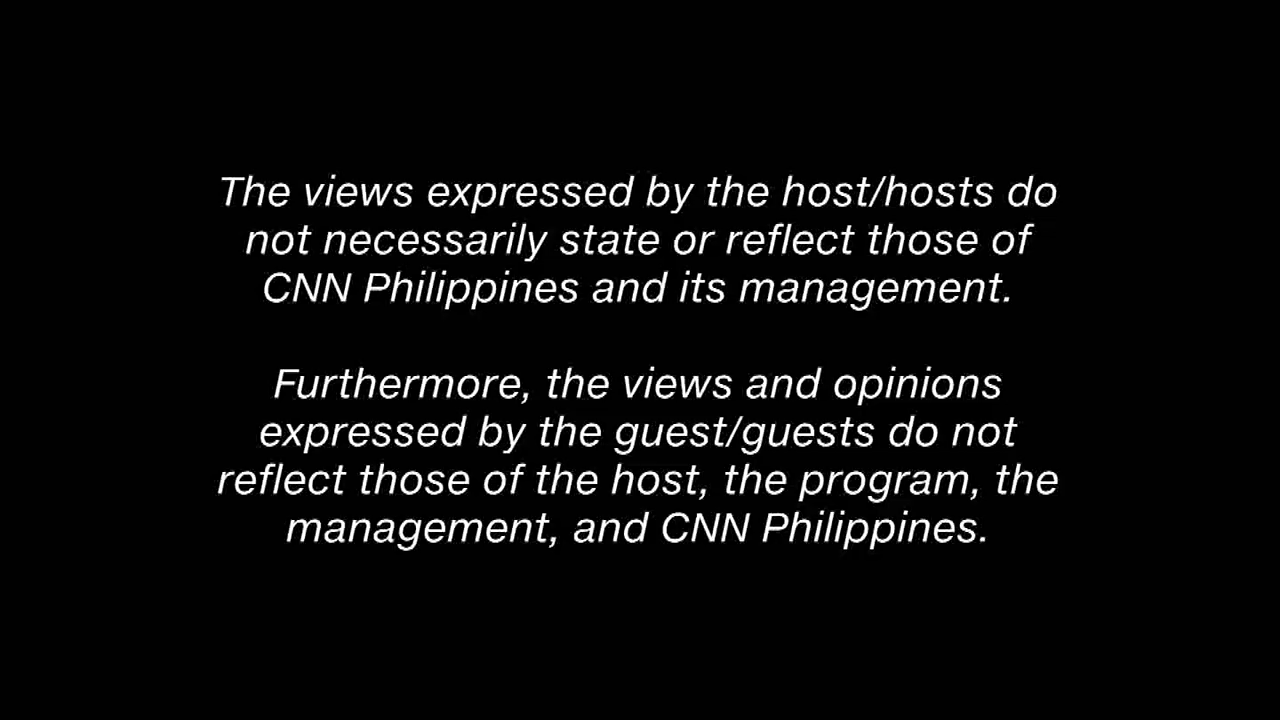 The views expressed by the host/hosts do
not necessarily state or reflect those of
CNN Philippines and its management.
Furthermore, the views and opinions
expressed by the guest/guests do not
reflect those of the host, the program, the
management, and CNN Philippines.